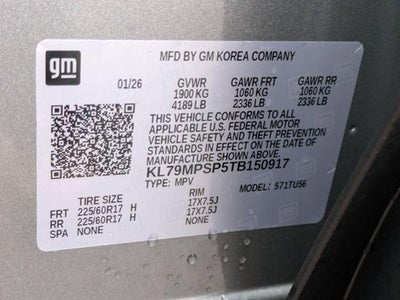 gm
MFD BY GM KOREA COMPANY
01/26 GVWR GAWR FRT GAWR RR
1900 KG 1060 KG 1060 KG
4189 LB 2336 LB 2336 LB
THIS VEHICLE CONFORMS TO ALL
APPLICABLE U.S. FEDERAL MOTOR
VEHICLE SAFETY AND THEFT PREVENTION
STANDARDS IN EFFECT ON THE DATE OF
MANUFACTURE SHOWN ABOVE.
KL79MPSP5TB150917
TYPE: MPV MODEL: 571TU56
TIRE SIZE RIM
FRT 225/60R17 H 17X7.5J
RR 225/60R17 H 17X7.5J
SPA NONE NONE